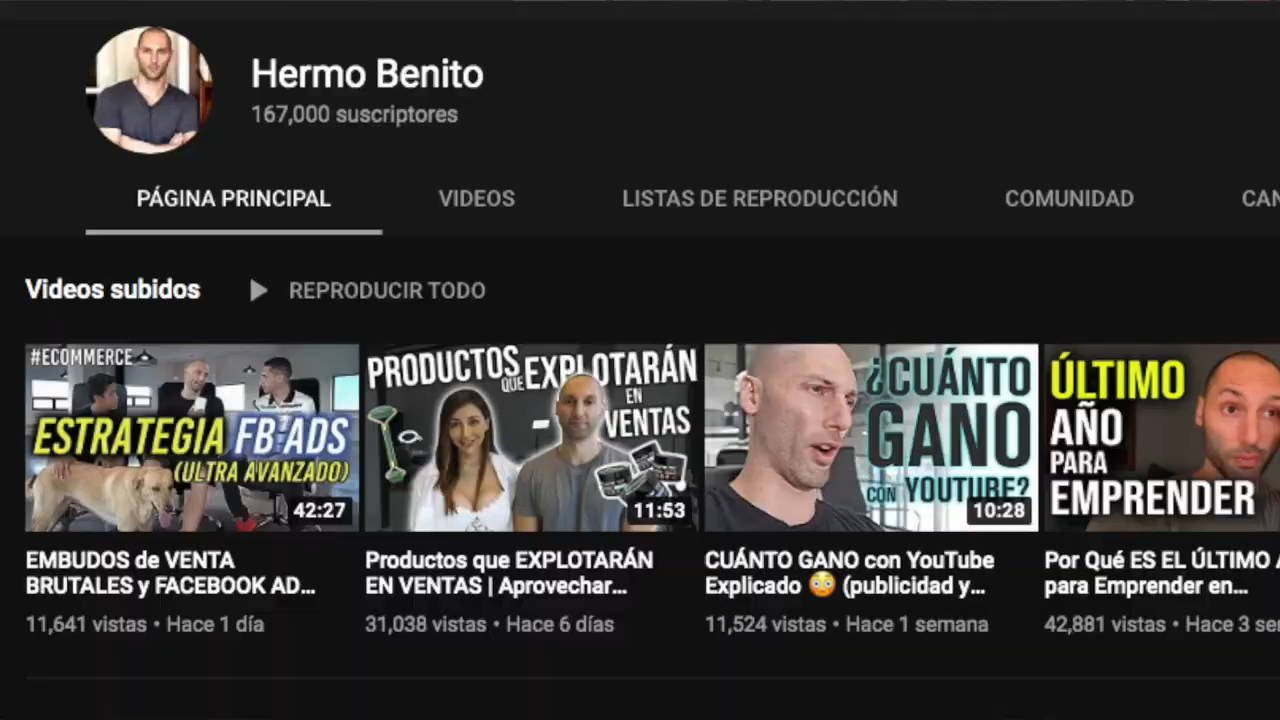 Hermo Benito
167,000 suscriptores
PÁGINA PRINCIPAL
VIDEOS
LISTAS DE REPRODUCCIÓN
COMUNIDAD
CAN
Videos subidos
REPRODUCIR TODO
#ECOMMERCE
ESTRATEGIA FB ADS
(ULTRA AVANZADO)
42:27
PRODUCTOS QUE EXPLOTARÁN
EN
VENTAS
11:53
¿CUÁNTO
GANO
CON YOUTUBE?
10:28
ÚLTIMO
AÑO
PARA
EMPRENDER
EMBUDOS de VENTA
BRUTALES y FACEBOOK AD...
11,641 vistas • Hace 1 día
Productos que EXPLOTARÁN
EN VENTAS | Aprovechar...
31,038 vistas • Hace 6 días
CUÁNTO GANO con YouTube
Explicado 😳 (publicidad y...
11,524 vistas • Hace 1 semana
Por Qué ES EL ÚLTIMO A
para Emprender en...
42,881 vistas • Hace 3 se